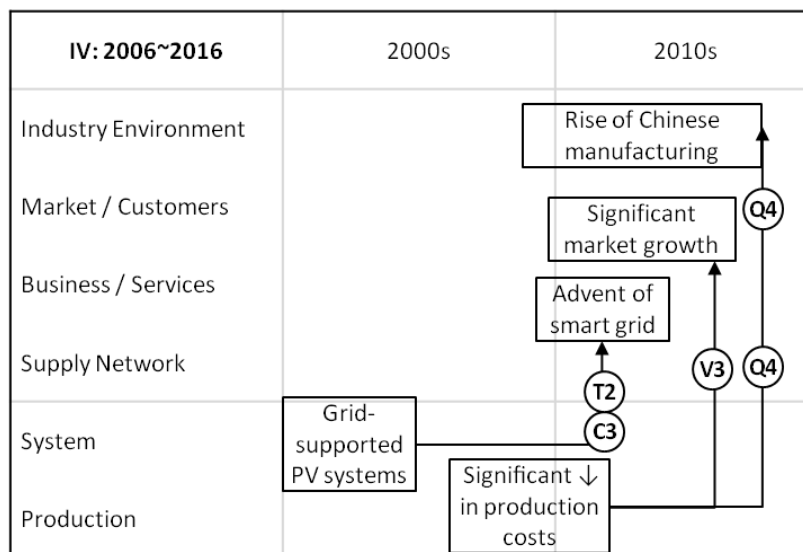 IV: 2006~2016
2000s
2010s
Industry Environment
Rise of Chinese
manufacturing
Market / Customers
Significant
market growth
Q4
Business / Services
Advent of
smart grid
Supply Network
T2
V3
Q4
System
Grid-
supported
PV systems
C3
Production
Significant ↓
in production
costs